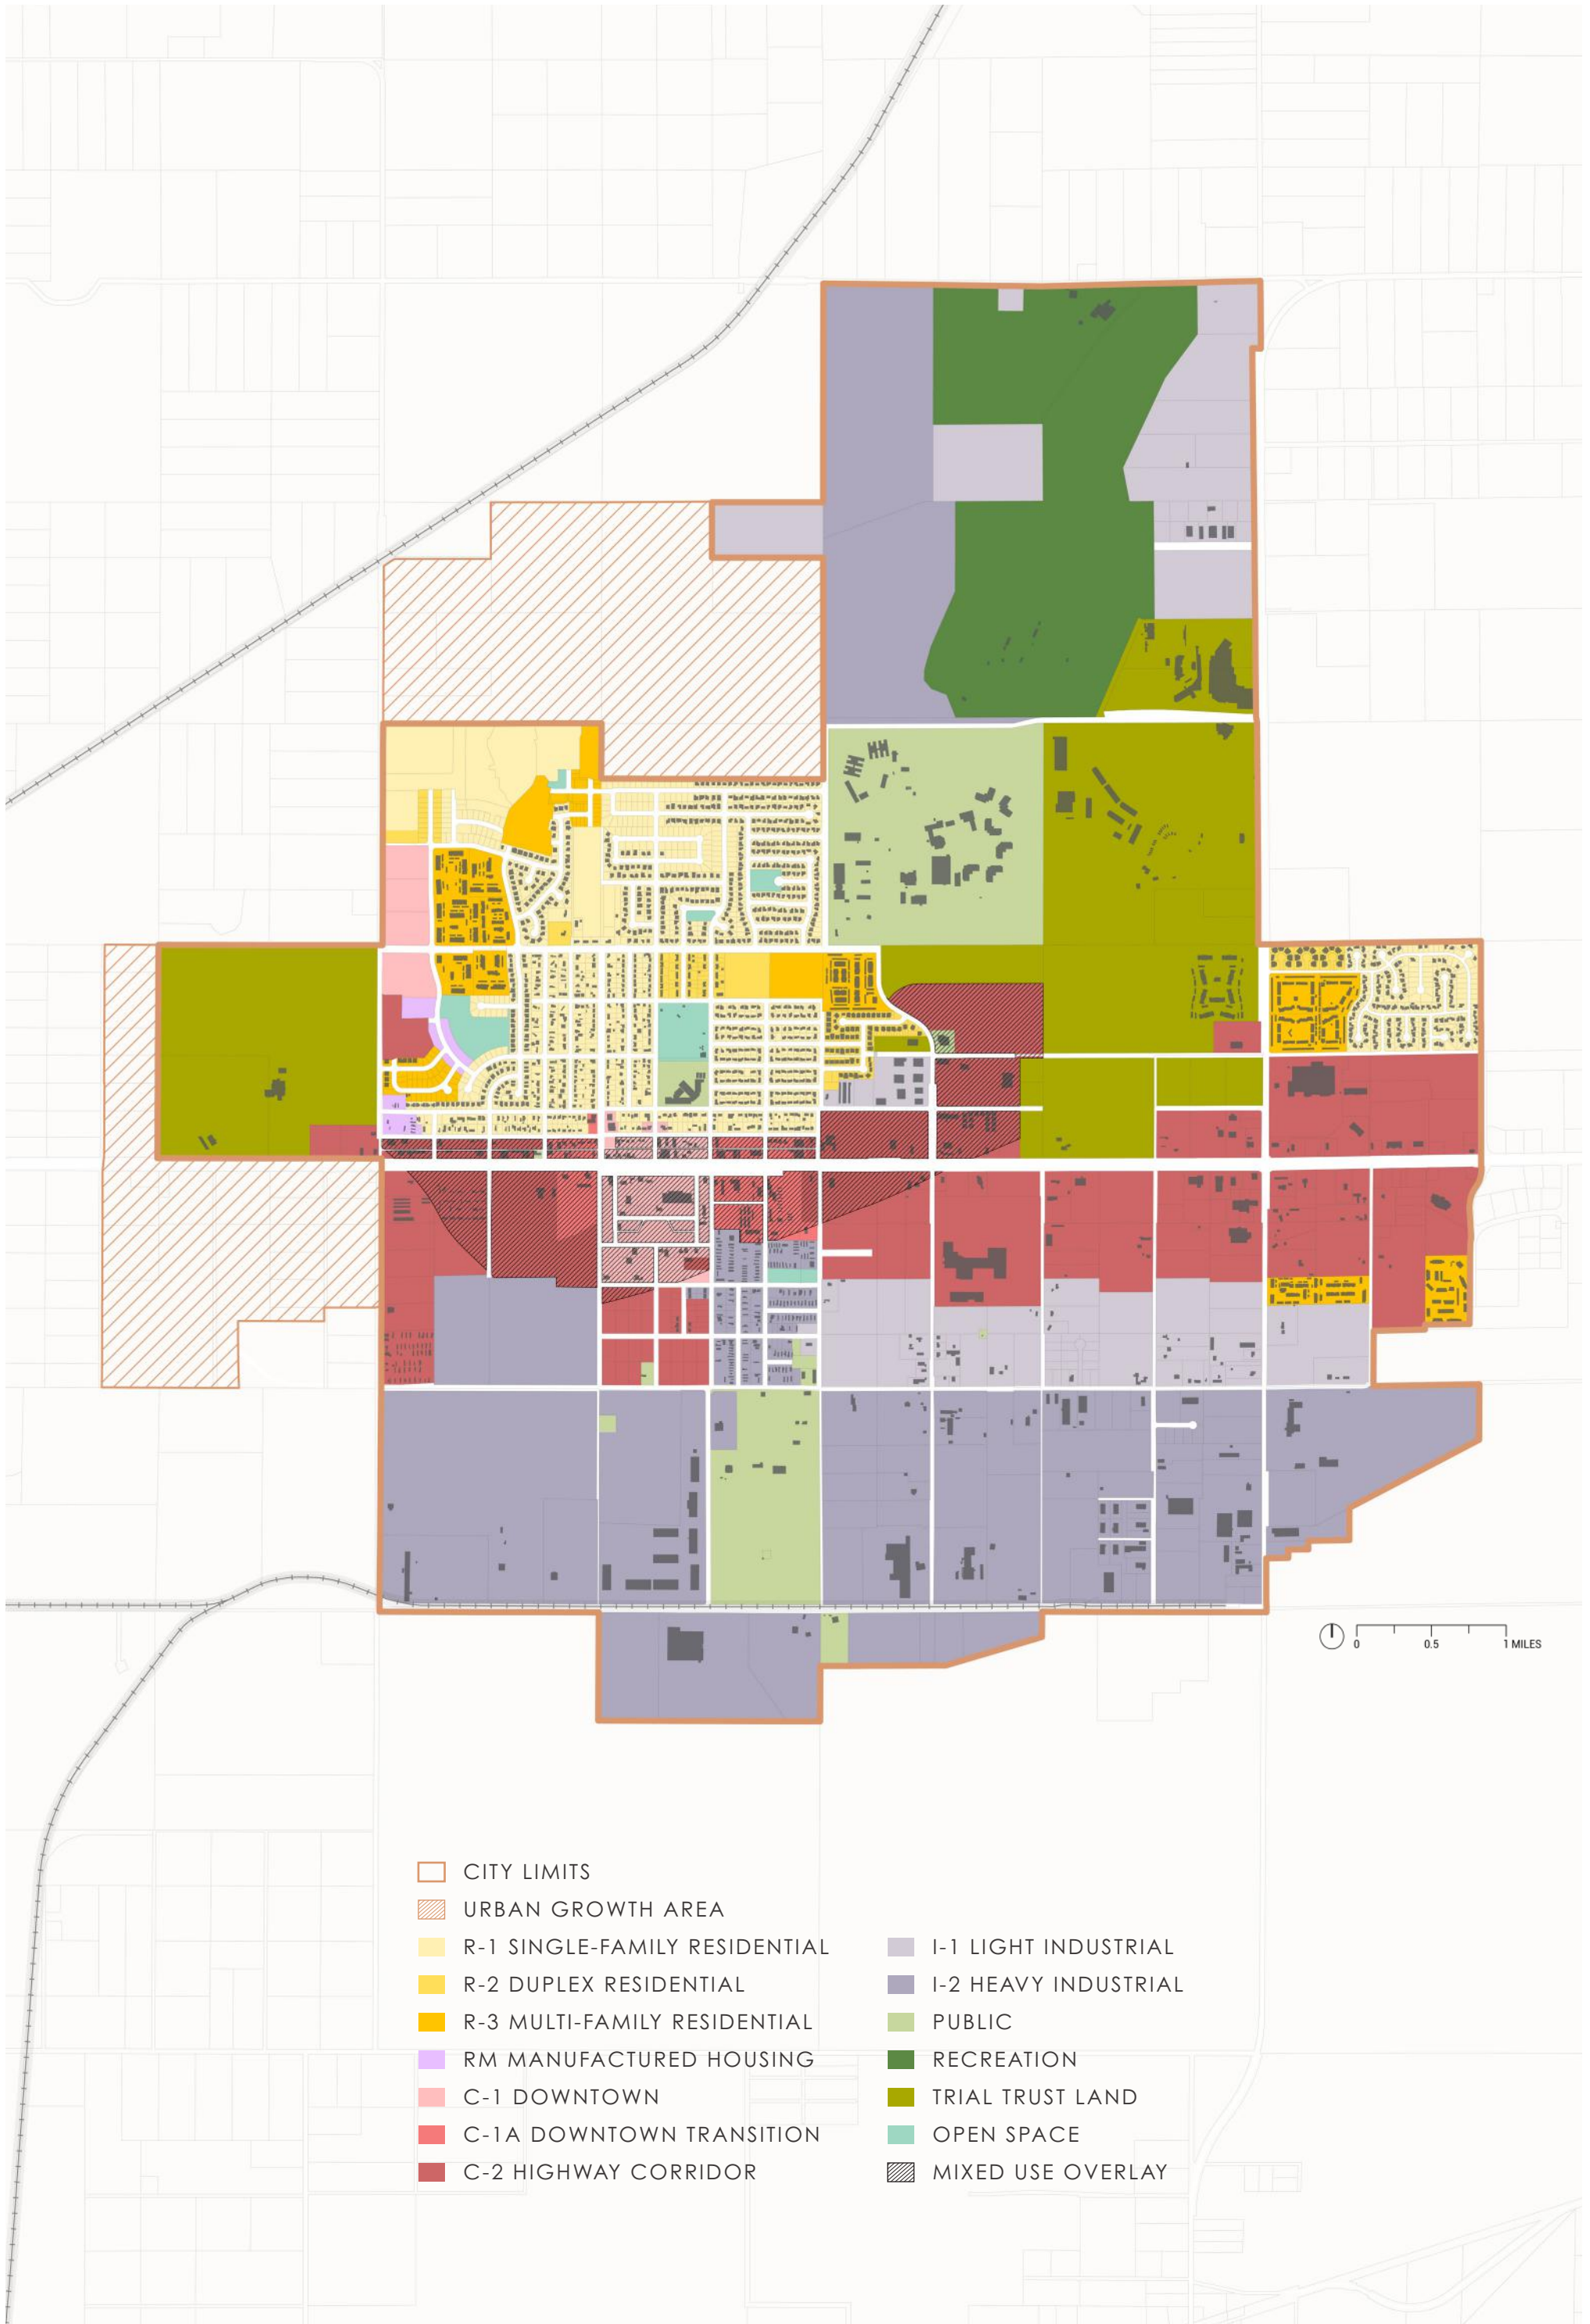 0 0.5 1 MILES
CITY LIMITS
URBAN GROWTH AREA
R-1 SINGLE-FAMILY RESIDENTIAL
R-2 DUPLEX RESIDENTIAL
R-3 MULTI-FAMILY RESIDENTIAL
RM MANUFACTURED HOUSING
C-1 DOWNTOWN
C-1A DOWNTOWN TRANSITION
C-2 HIGHWAY CORRIDOR
I-1 LIGHT INDUSTRIAL
I-2 HEAVY INDUSTRIAL
PUBLIC
RECREATION
TRIAL TRUST LAND
OPEN SPACE
MIXED USE OVERLAY